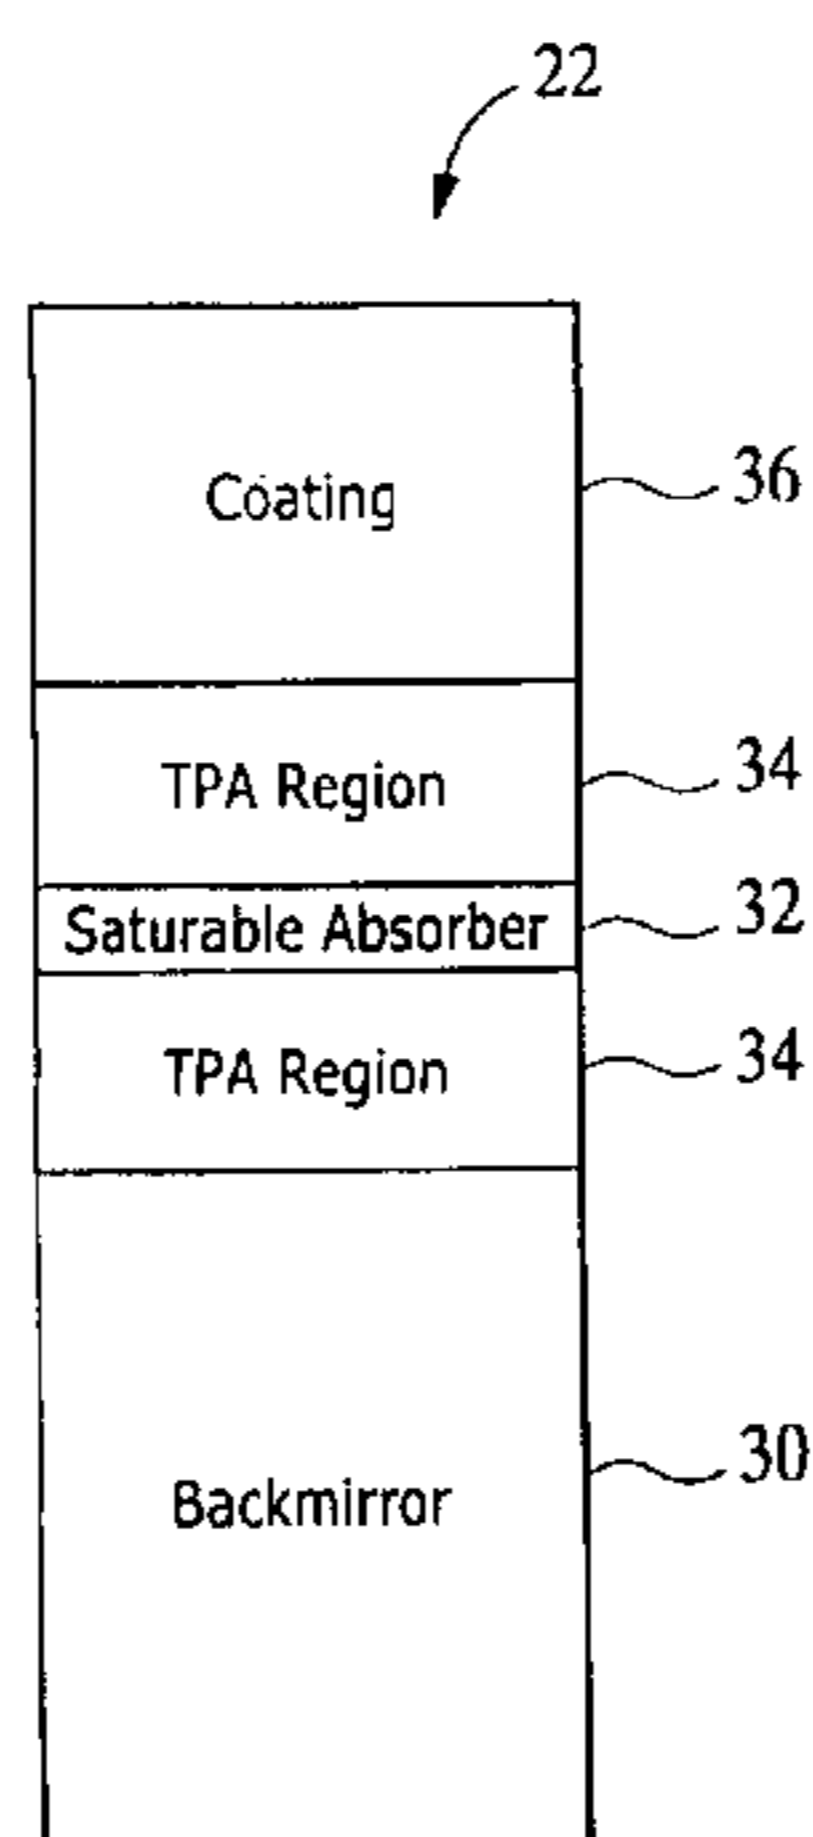 22
Coating 36
TPA Region 34
Saturable Absorber 32
TPA Region 34
Backmirror 30